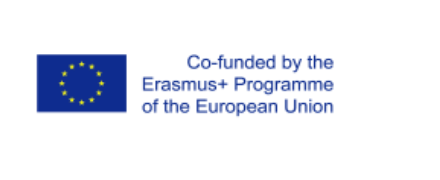 Co-funded by the
Erasmus+ Programme
of the European Union